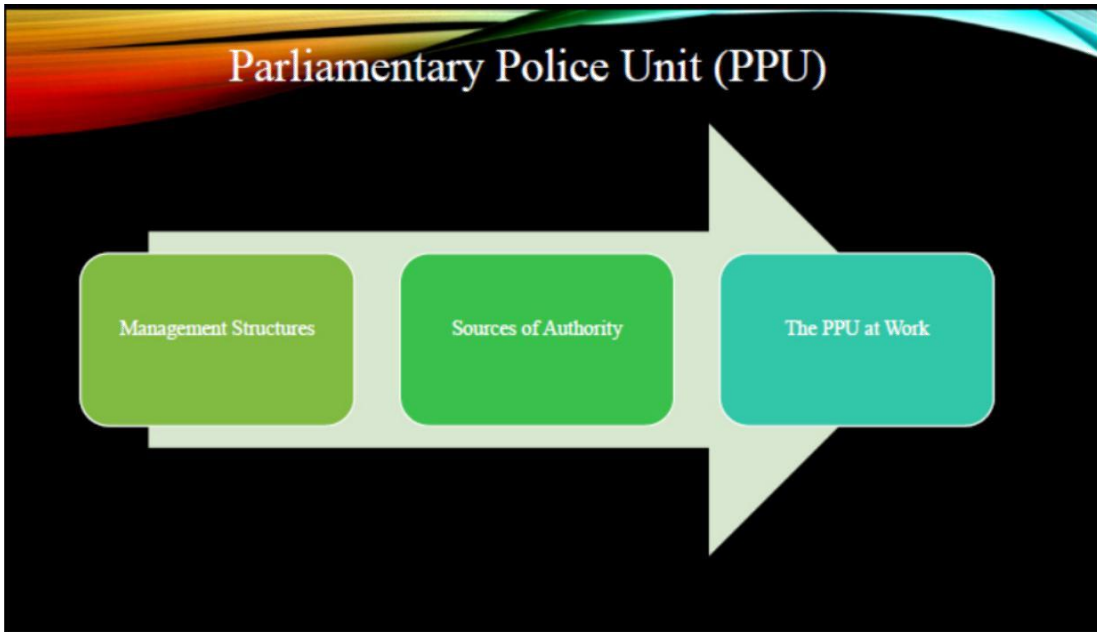 Parliamentary Police Unit (PPU)
Management Structures
Sources of Authority
The PPU at Work